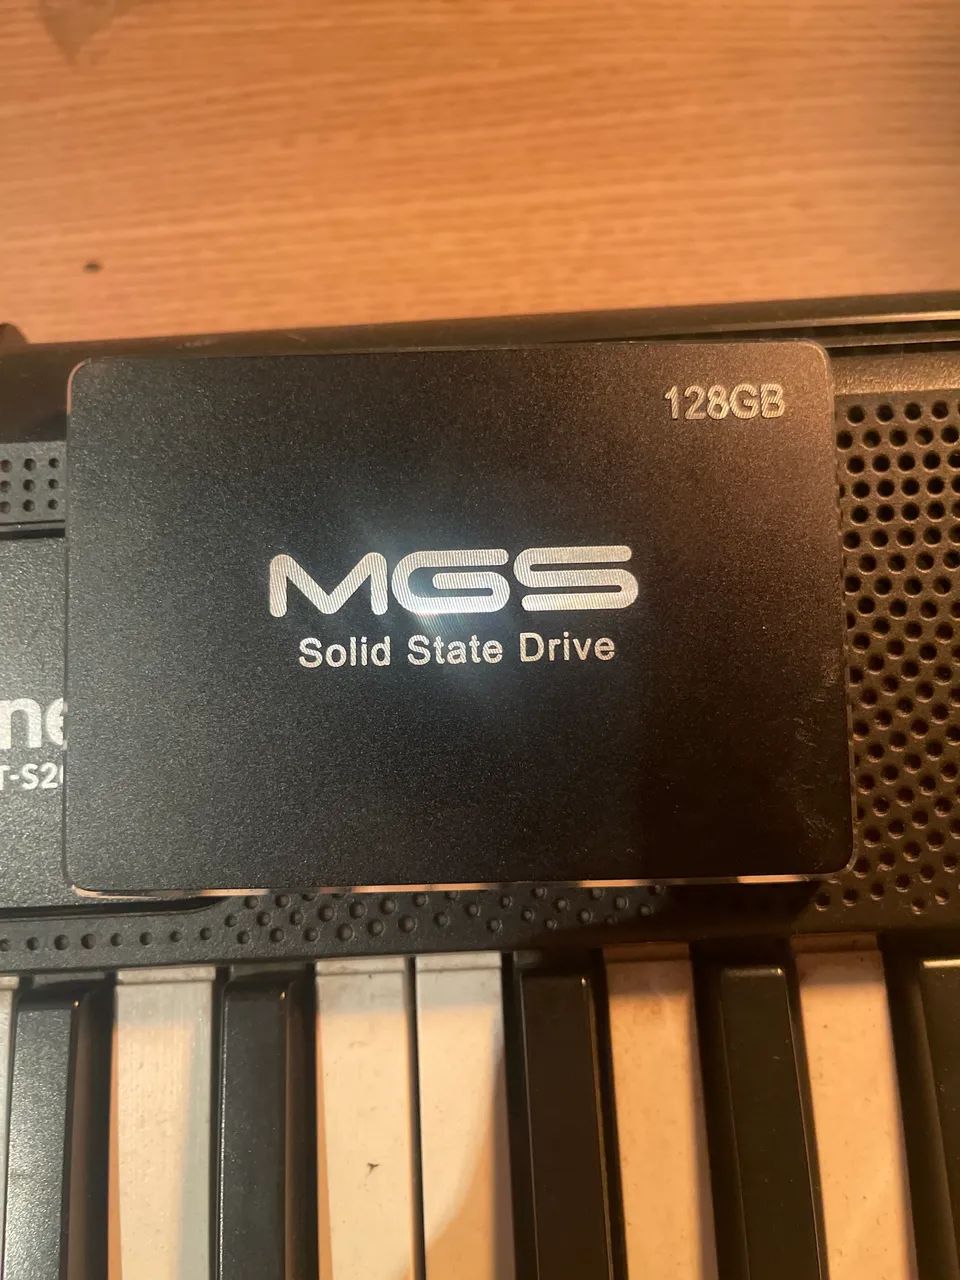 128GB
MGS
Solid State Drive